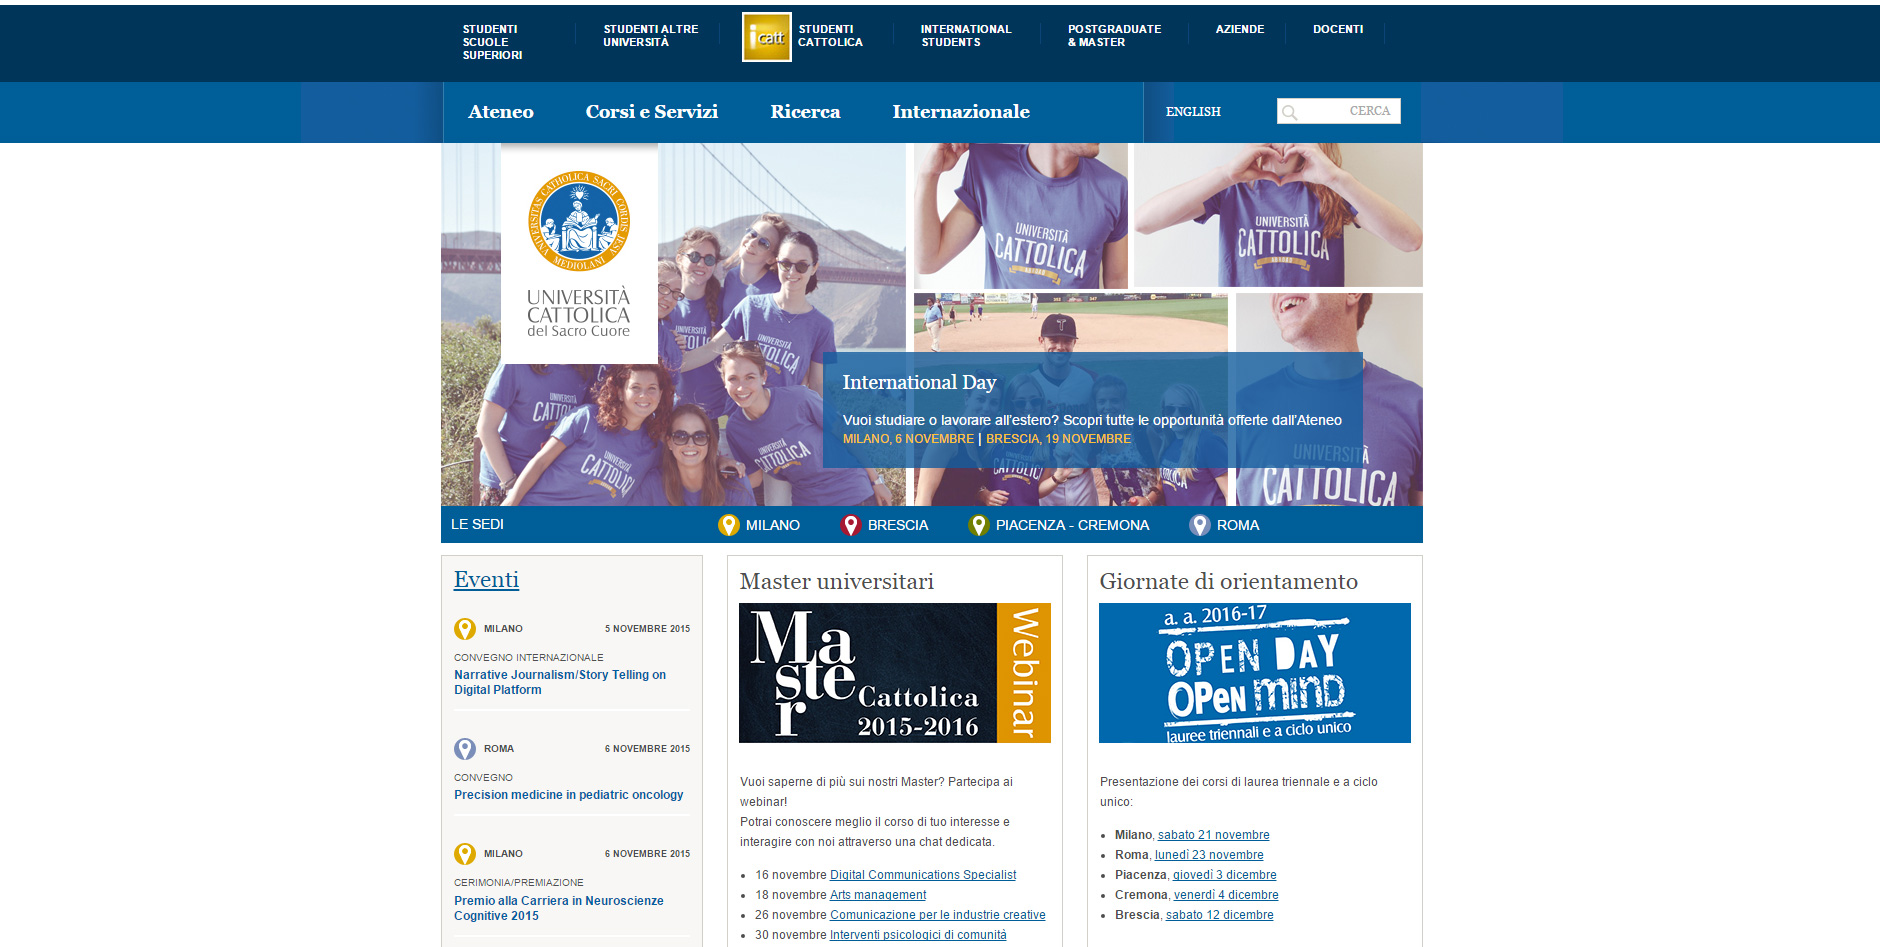 STUDENTI
SCUOLE
SUPERIORI
STUDENTI ALTRE
UNIVERSITÀ
icatt
STUDENTI
CATTOLICA
INTERNATIONAL
STUDENTS
POSTGRADUATE
& MASTER
AZIENDE
DOCENTI
Ateneo
Corsi e Servizi
Ricerca
Internazionale
ENGLISH
CERCA
UNIVERSITAS CATHOLICA SACRI CORDIS IESU
MEDIOLANI
UNIVERSITÀ
CATTOLICA
del Sacro Cuore
UNIVERSITÀ
CATTOLICA
UNIVERSITÀ
CATTOLICA
UNIVERSITÀ
CATTOLICA
UNIVERSITÀ
CATTOLICA
International Day
Vuoi studiare o lavorare all'estero? Scopri tutte le opportunità offerte dall'Ateneo
MILANO, 6 NOVEMBRE | BRESCIA, 19 NOVEMBRE
LE SEDI
MILANO
BRESCIA
PIACENZA - CREMONA
ROMA
Eventi
MILANO 5 NOVEMBRE 2015
CONVEGNO INTERNAZIONALE
Narrative Journalism/Story Telling on
Digital Platform
ROMA 6 NOVEMBRE 2015
CONVEGNO
Precision medicine in pediatric oncology
MILANO 6 NOVEMBRE 2015
CERIMONIA/PREMIAZIONE
Premio alla Carriera in Neuroscienze
Cognitive 2015
Master universitari
Master
Cattolica
2015-2016
Webinar
Vuoi saperne di più sui nostri Master? Partecipa ai
webinar!
Potrai conoscere meglio il corso di tuo interesse e
interagire con noi attraverso una chat dedicata.
16 novembre Digital Communications Specialist
18 novembre Arts management
26 novembre Comunicazione per le industrie creative
30 novembre Interventi psicologici di comunità
Giornate di orientamento
a. a. 2016-17
OPEN DAY
OPen minD
lauree triennali e a ciclo unico
Presentazione dei corsi di laurea triennale e a ciclo
unico:
Milano, sabato 21 novembre
Roma, lunedì 23 novembre
Piacenza, giovedì 3 dicembre
Cremona, venerdì 4 dicembre
Brescia, sabato 12 dicembre